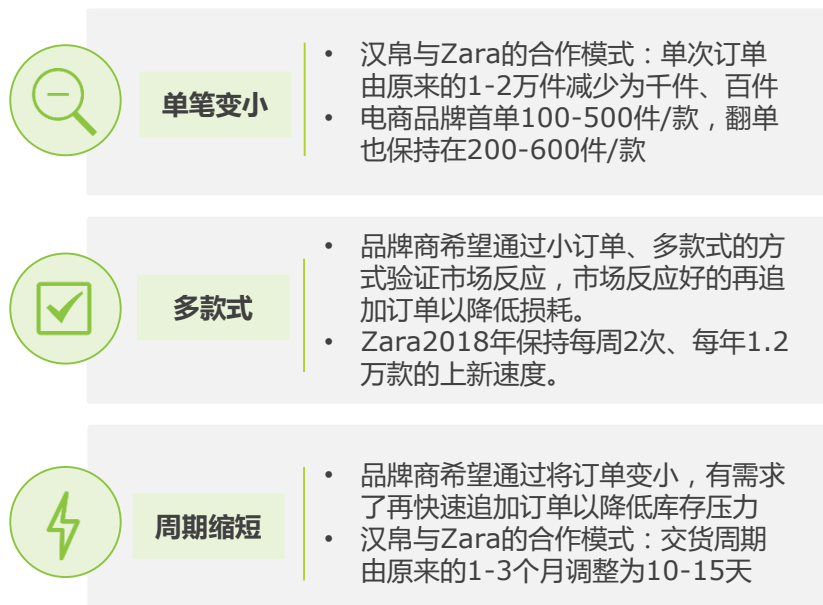 单笔变小
• 汉帛与Zara的合作模式：单次订单
由原来的1-2万件减少为千件、百件
• 电商品牌首单100-500件/款，翻单
也保持在200-600件/款
多款式
• 品牌商希望通过小订单、多款式的方
式验证市场反应，市场反应好的再追
加订单以降低损耗。
• Zara2018年保持每周2次、每年1.2
万款的上新速度。
周期缩短
• 品牌商希望通过将订单变小，有需求
了再快速追加订单以降低库存压力
• 汉帛与Zara的合作模式：交货周期
由原来的1-3个月调整为10-15天